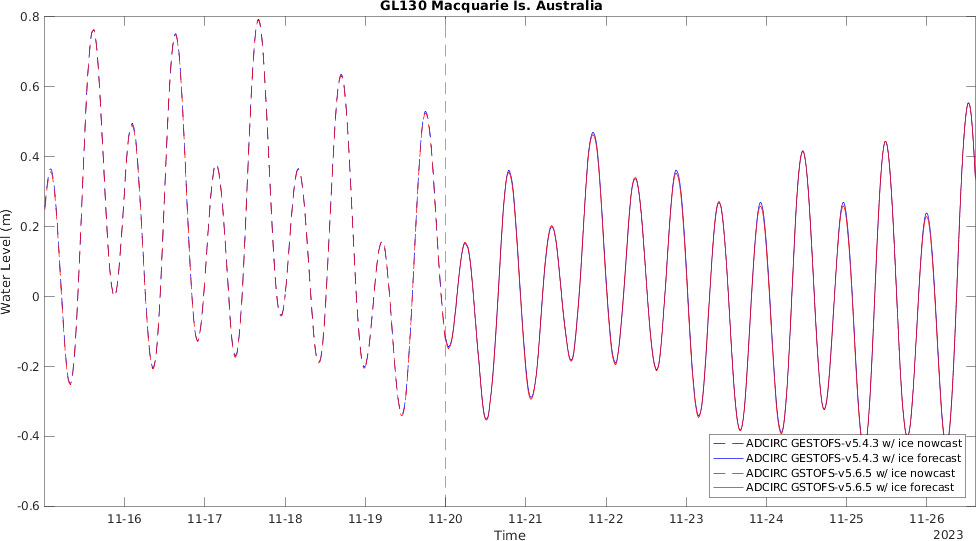 GL130 Macquarie Is. Australia
Water Level (m)
0.8
0.6
0.4
0.2
0
-0.2
-0.4
-0.6
ADCIRC GESTOFS-v5.4.3 w/ ice nowcast
ADCIRC GESTOFS-v5.4.3 w/ ice forecast
ADCIRC GSTOFS-v5.6.5 w/ ice nowcast
ADCIRC GSTOFS-v5.6.5 w/ ice forecast
11-16 11-17 11-18 11-19 11-20 11-21 11-22 11-23 11-24 11-25 11-26
Time
2023